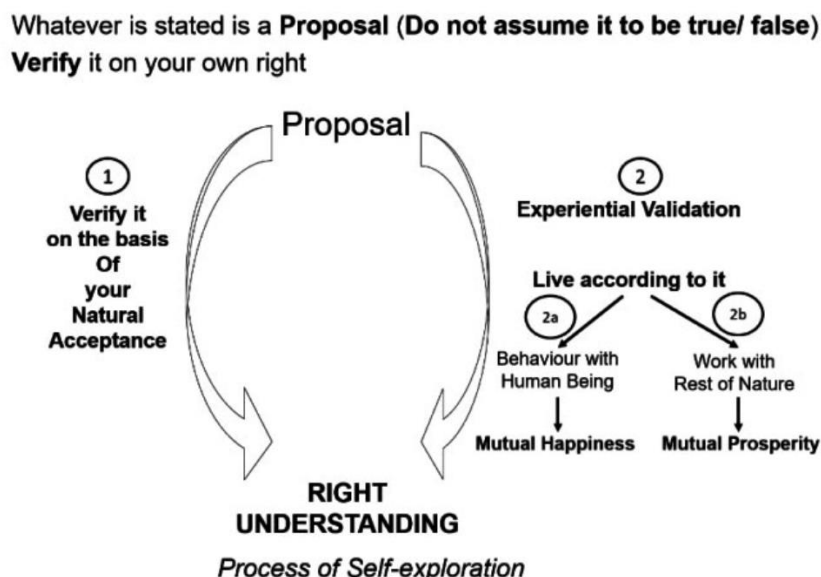 Whatever is stated is a Proposal (Do not assume it to be true/ false)
Verify it on your own right
Proposal
1
Verify it
on the basis
Of
your
Natural
Acceptance
2
Experiential Validation
Live according to it
2a
2b
Behaviour with
Human Being
Work with
Rest of Nature
Mutual Happiness
Mutual Prosperity
RIGHT
UNDERSTANDING
Process of Self-exploration